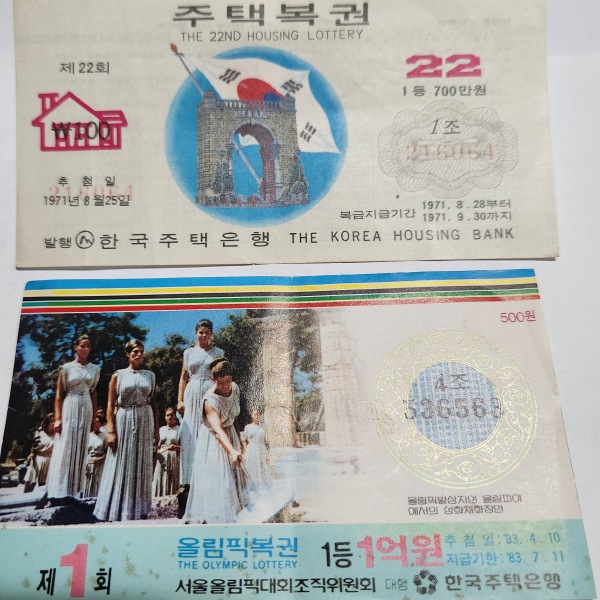 주택복권
THE 22ND HOUSING LOTTERY
제22회
22
1등 700만원
₩100
1조
216064
추첨일
216064
1971年8월25일
복금지급기간 1971. 8. 28부터
1971. 9. 30까지
발행 한국주택은행 THE KOREA HOUSING BANK
500원
4조
536569
올림픽발상지의 올림피아
에서의 성화채화장면
제1회
올림픽복권
THE OLYMPIC LOTTERY
1등 1억원
추첨일: '83. 4. 10
지급기한: '83. 7. 11
서울올림픽대회조직위원회 대행 한국주택은행